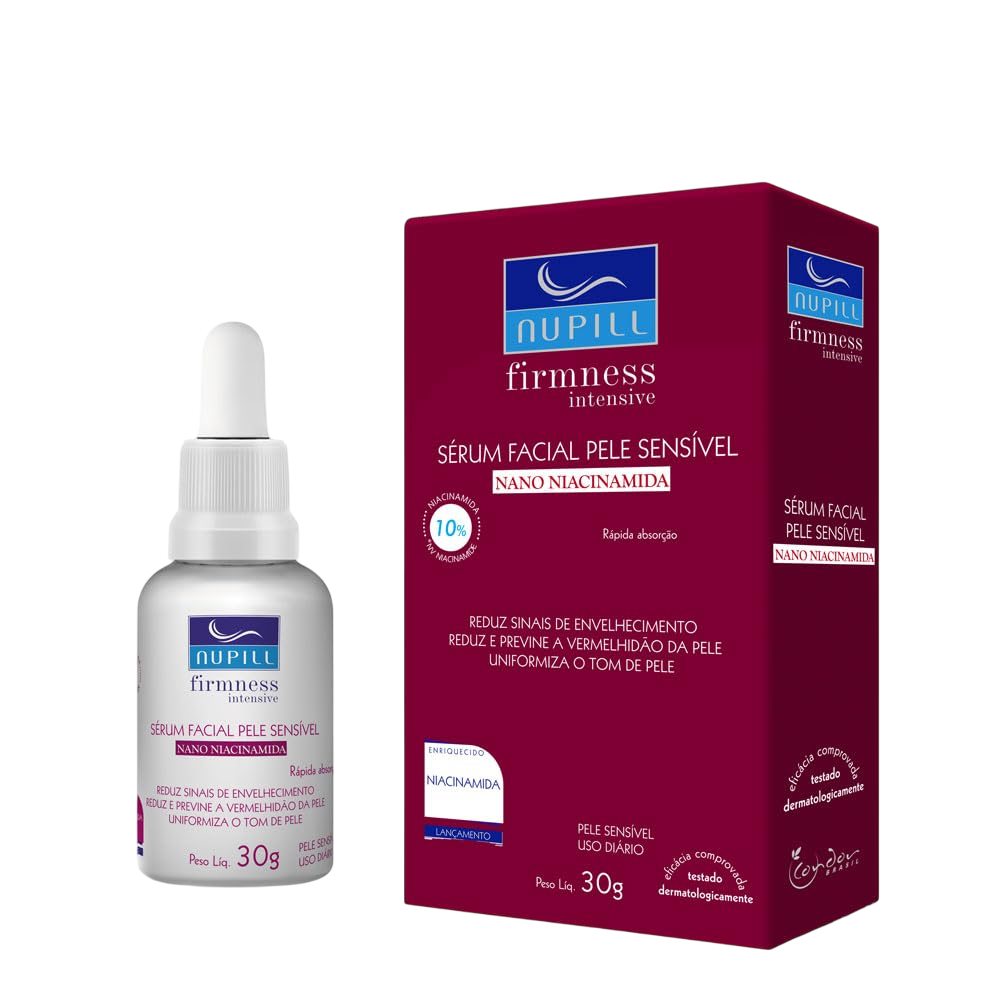 NUPILL
firmness
intensive
SÉRUM FACIAL PELE SENSÍVEL
NANO NIACINAMIDA
Rápida
REDUZ SINAIS DE ENVELHECIMENTO
REDUZ E PREVINE A VERMELHIDÃO DA PELE
UNIFORMIZA O TOM DE PELE
PELE
USO DIÁRIO
Peso Líq. 30g
NUPILL
firmness
intensive
SÉRUM FACIAL PELE SENSÍVEL
NANO NIACINAMIDA
NIACINAMIDA
10%
NIACINAMIDE
Rápida absorção
REDUZ SINAIS DE ENVELHECIMENTO
REDUZ E PREVINE A VERMELHIDÃO DA PELE
UNIFORMIZA O TOM DE PELE
ENRIQUECIDO
NIACINAMIDA
LANÇAMENTO
PELE SENSÍVEL
USO DIÁRIO
Peso Líq. 30g
eficácia comprovada
testado
dermatologicamente
NUPILL
firmness
intensive
SÉRUM FACIAL
PELE SENSÍVEL
NANO NIACINAMIDA
eficácia comprovada
testado
dermatologicamente
Condor
BRASIL